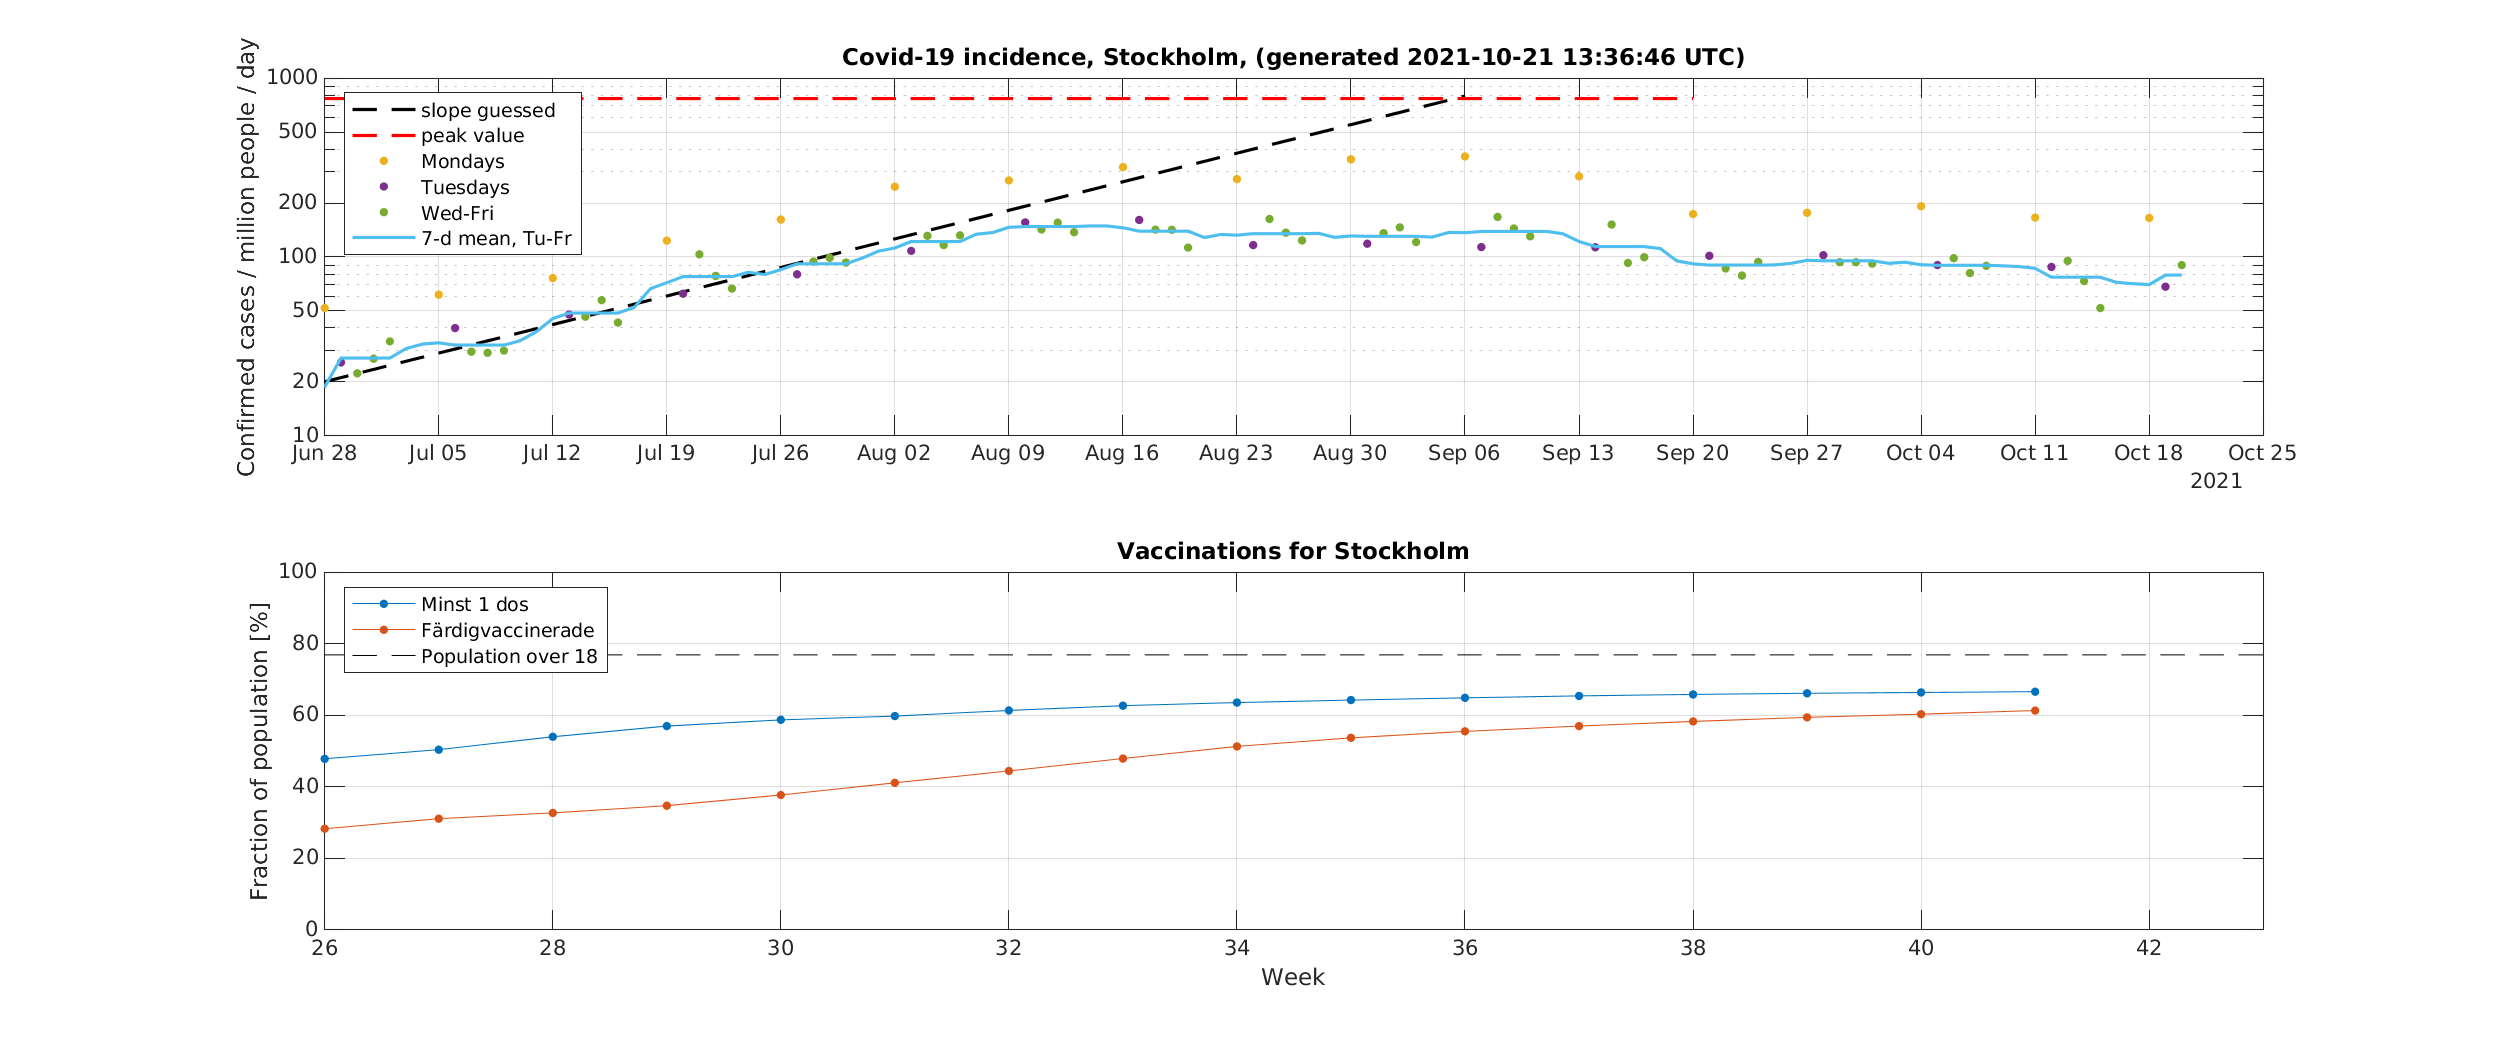 Covid-19 incidence, Stockholm, (generated 2021-10-21 13:36:46 UTC)
Confirmed cases / million people / day
1000
500
200
100
50
20
10
slope guessed
peak value
Mondays
Tuesdays
Wed-Fri
7-d mean, Tu-Fr
Jun 28 Jul 05 Jul 12 Jul 19 Jul 26 Aug 02 Aug 09 Aug 16 Aug 23 Aug 30 Sep 06 Sep 13 Sep 20 Sep 27 Oct 04 Oct 11 Oct 18 Oct 25
2021
Vaccinations for Stockholm
Fraction of population [%]
100
80
60
40
20
0
Minst 1 dos
Färdigvaccinerade
Population over 18
26 28 30 32 34 36 38 40 42
Week